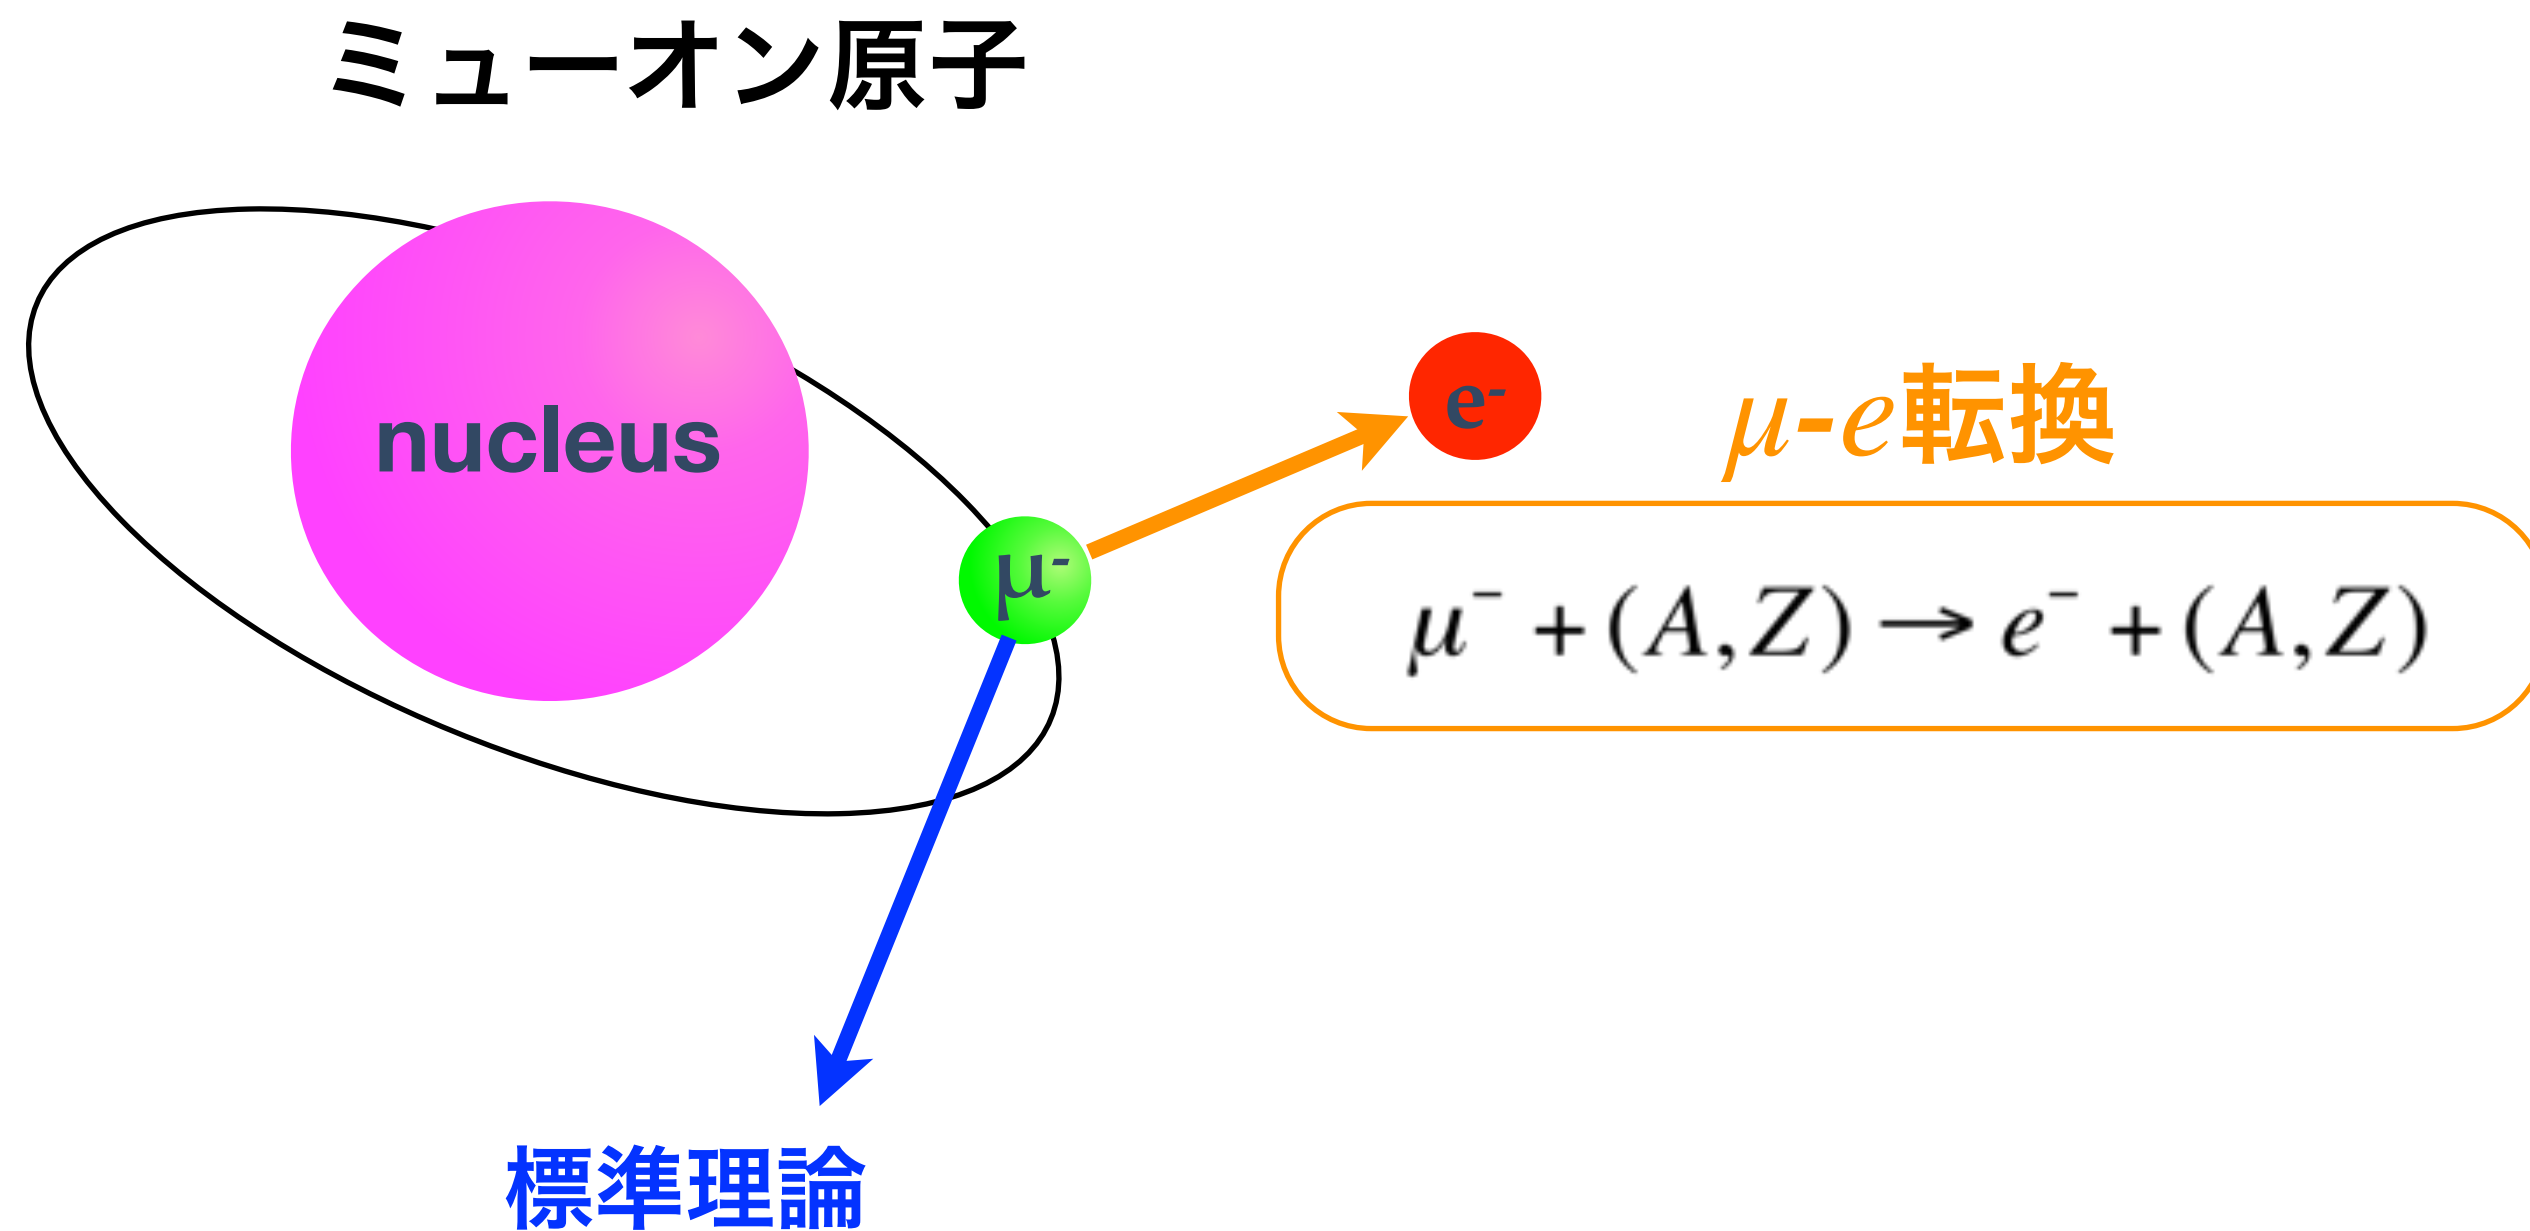 ミューオン原子
nucleus
μ-
e-
μ-e転換
μ⁻ + (A,Z) → e⁻ + (A,Z)
標準理論